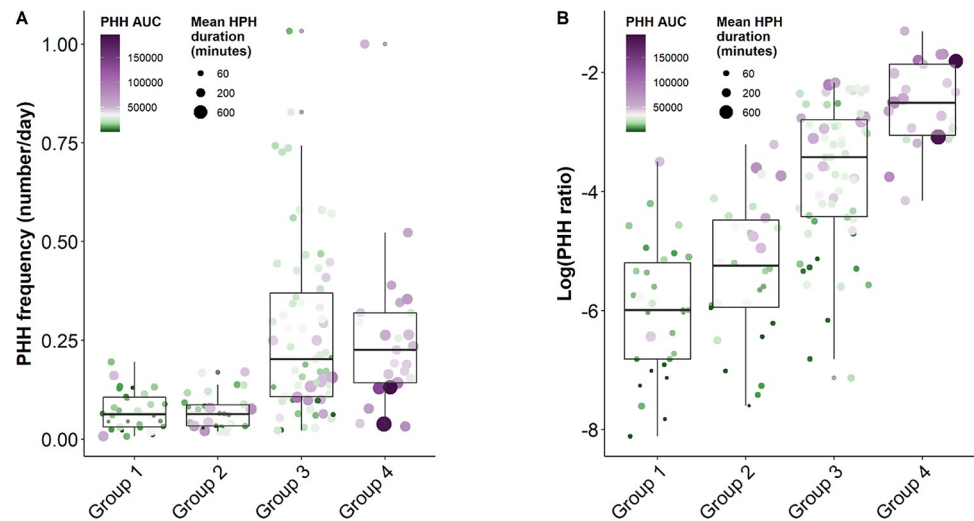 A
PHH AUC
150000
100000
50000
Mean HPH
duration
(minutes)
60
200
600
PHH frequency (number/day)
1.00
0.75
0.50
0.25
0.00
Group 1
Group 2
Group 3
Group 4
B
PHH AUC
150000
100000
50000
Mean HPH
duration
(minutes)
60
200
600
Log(PHH ratio)
-2
-4
-6
-8
Group 1
Group 2
Group 3
Group 4